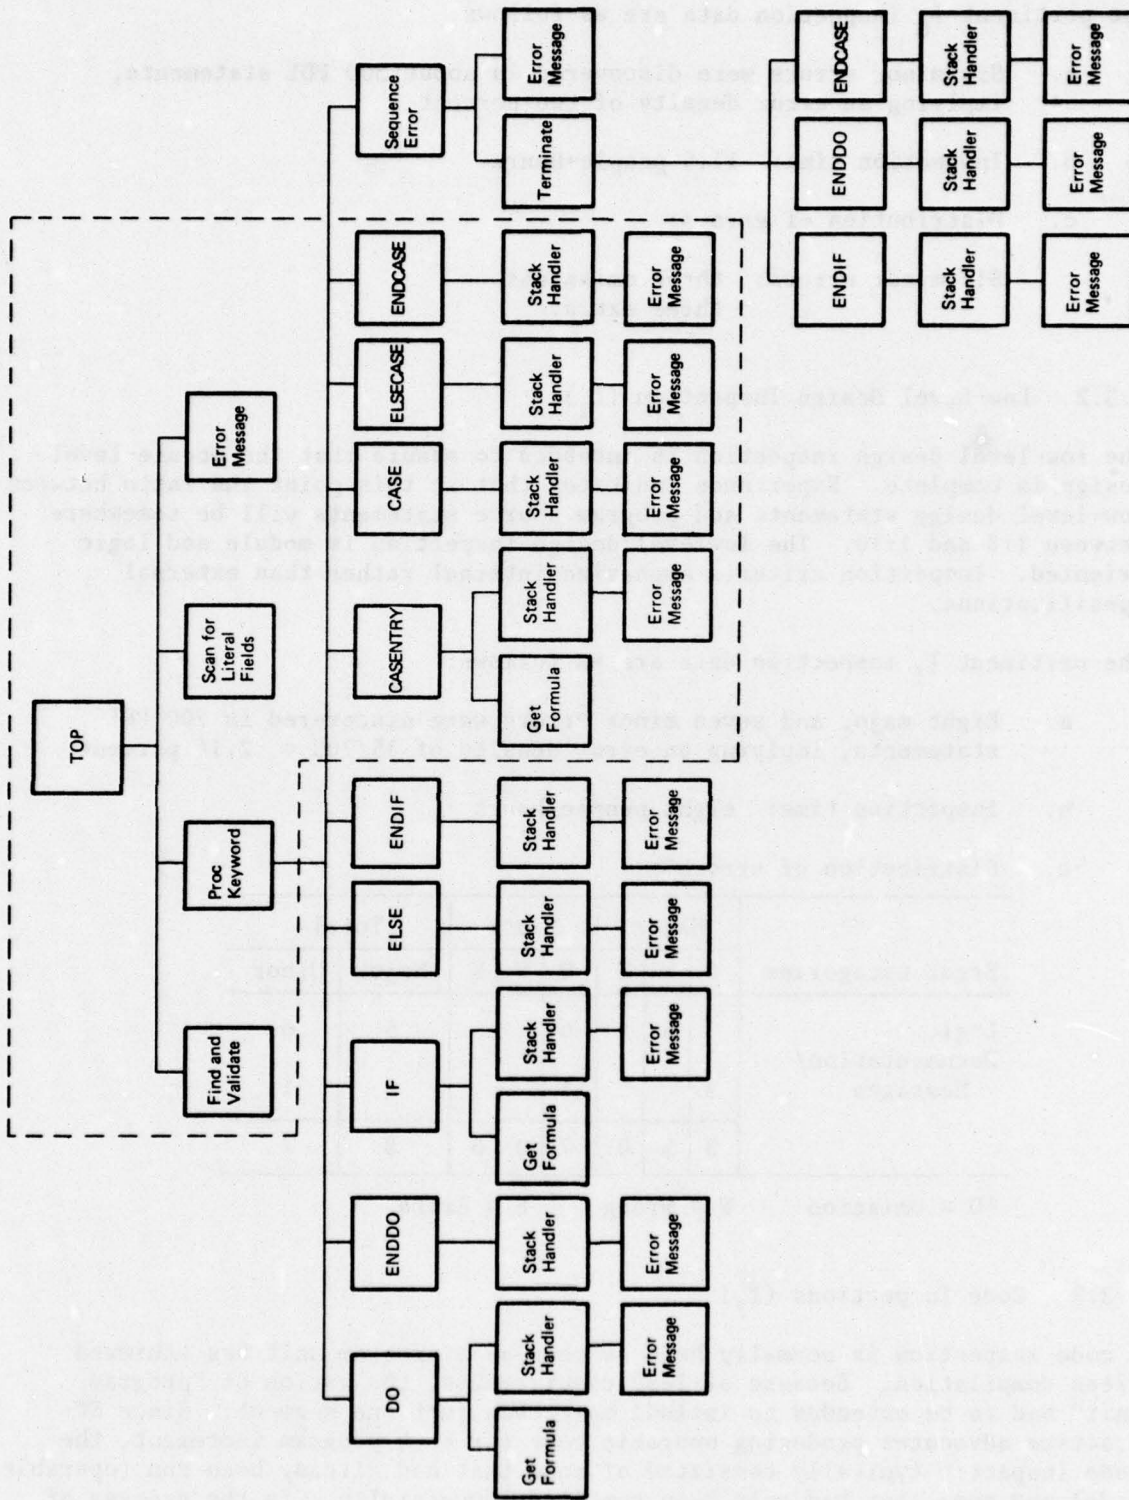 TOP
Find and
Validate
Proc
Keyword
Scan for
Literal
Fields
Error
Message
DO
ENDDO
IF
ELSE
ENDIF
CASENTRY
CASE
ELSECASE
ENDCASE
Sequence
Error
Get
Formula
Stack
Handler
Stack
Handler
Get
Formula
Stack
Handler
Stack
Handler
Stack
Handler
Get
Formula
Stack
Handler
Stack
Handler
Stack
Handler
Stack
Handler
Terminate
Error
Message
Error
Message
Error
Message
Error
Message
Error
Message
Error
Message
Error
Message
Error
Message
Error
Message
Error
Message
ENDIF
ENDDO
ENDCASE
Stack
Handler
Stack
Handler
Stack
Handler
Error
Message
Error
Message
Error
Message